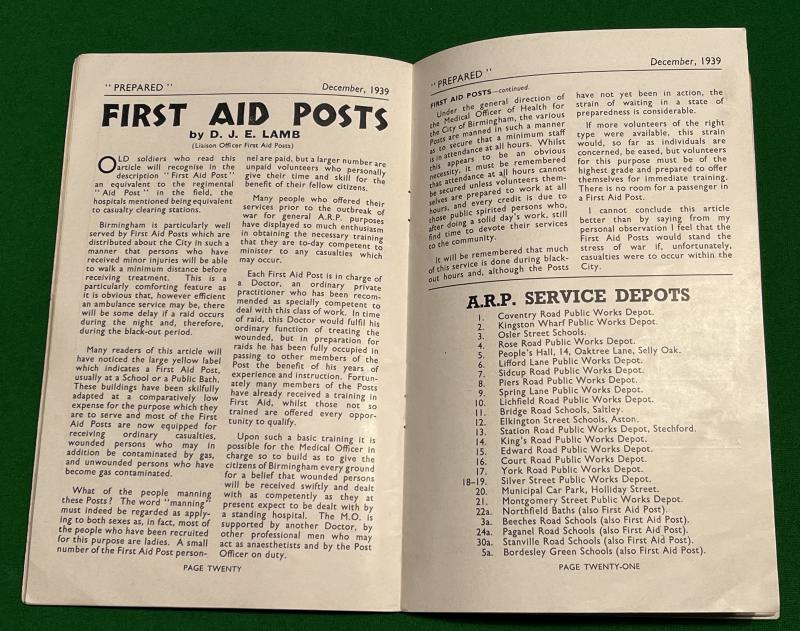 "PREPARED"
December, 1939
FIRST AID POSTS
by D. J. E. LAMB
(Liaison Officer First Aid Posts)
OLD soldiers who read this
article will recognise in the
description "First Aid Post"
an equivalent to the regimental
"Aid Post" in the field, the
hospitals mentioned being equivalent
to casualty clearing stations.
Birmingham is particularly well
served by First Aid Posts which are
distributed about the City in such a
manner that persons who have
received minor injuries will be able
to walk a minimum distance before
receiving treatment. This is a
particularly comforting feature as
it is obvious that, however efficient
an ambulance service may be, there
will be some delay if a raid occurs
during the night and, therefore,
during the black-out period.
Many readers of this article will
have noticed the large yellow label
which indicates a First Aid Post,
usually at a School or a Public Bath.
These buildings have been skilfully
adapted at a comparatively low
expense for the purpose which they
are to serve and most of the First
Aid Posts are now equipped for
receiving ordinary casualties,
wounded persons who may in
addition be contaminated by gas,
and unwounded persons who have
become gas contaminated.
What of the people manning
these Posts? The word "manning"
must indeed be regarded as apply-
ing to both sexes as, in fact, most of
the people who have been recruited
for this purpose are ladies. A small
number of the First Aid Post person-
nel are paid, but a larger number are
unpaid volunteers who personally
give their time and skill for the
benefit of their fellow citizens.
Many people who offered their
services prior to the outbreak of
war for general A.R.P. purposes
have displayed so much enthusiasm
in obtaining the necessary training
that they are to-day competent to
minister to any casualties which
may occur.
Each First Aid Post is in charge of
a Doctor, an ordinary private
practitioner who has been recom-
mended as specially competent to
deal with this class of work. In time
of raid, this Doctor would fulfil his
ordinary function of treating the
wounded, but in preparation for
raids he has been fully occupied in
passing to other members of the
Post the benefit of his years of
experience and instruction. Fortun-
ately many members of the Posts
have already received a training in
First Aid, whilst those not so
trained are offered every oppor-
tunity to qualify.
Upon such a basic training it is
possible for the Medical Officer in
charge so to build as to give the
citizens of Birmingham every ground
for a belief that wounded persons
will be received swiftly and dealt
with as competently as they at
present expect to be dealt with by
a standing hospital. The M.O. is
supported by another Doctor, by
other professional men who may
act as anaesthetists and by the Post
Officer on duty.
PAGE TWENTY
"PREPARED"
December, 1939
FIRST AID POSTS—continued.
Under the general direction of
the Medical Officer of Health for
the City of Birmingham, the various
Posts are manned in such a manner
as to secure that a minimum staff
is in attendance at all hours. Whilst
this appears to be an obvious
necessity, it must be remembered
that attendance at all hours cannot
be secured unless volunteers them-
selves are prepared to work at all
hours, and every credit is due to
those public spirited persons who,
after doing a solid day's work, still
find time to devote their services
to the community.
It will be remembered that much
of this service is done during black-
out hours and, although the Posts
have not yet been in action, the
strain of waiting in a state of
preparedness is considerable.
If more volunteers of the right
type were available, this strain
would, so far as individuals are
concerned, be eased, but volunteers
for this purpose must be of the
highest grade and prepared to offer
themselves for immediate training.
There is no room for a passenger in
a First Aid Post.
I cannot conclude this article
better than by saying from my
personal observation I feel that the
First Aid Posts would stand the
stress of war if, unfortunately,
casualties were to occur within the
City.
A.R.P. SERVICE DEPOTS
1. Coventry Road Public Works Depot.
2. Kingston Wharf Public Works Depot.
3. Osler Street Schools.
4. Rose Road Public Works Depot.
5. People's Hall, 14, Oaktree Lane, Selly Oak.
6. Lifford Lane Public Works Depot.
7. Sidcup Road Public Works Depot.
8. Piers Road Public Works Depot.
9. Spring Lane Public Works Depot.
10. Lichfield Road Public Works Depot.
11. Bridge Road Schools, Saltley.
12. Elkington Street Schools, Aston.
13. Station Road Public Works Depot, Stechford.
14. King's Road Public Works Depot.
15. Edward Road Public Works Depot.
16. Court Road Public Works Depot.
17. York Road Public Works Depot.
18-19. Silver Street Public Works Depot.
20. Municipal Car Park, Holliday Street.
21. Montgomery Street Public Works Depot.
22a. Northfield Baths (also First Aid Post).
3a. Beeches Road Schools (also First Aid Post).
24a. Paganel Road Schools (also First Aid Post).
30a. Stanville Road Schools (also First Aid Post).
5a. Bordesley Green Schools (also First Aid Post).
PAGE TWENTY-ONE